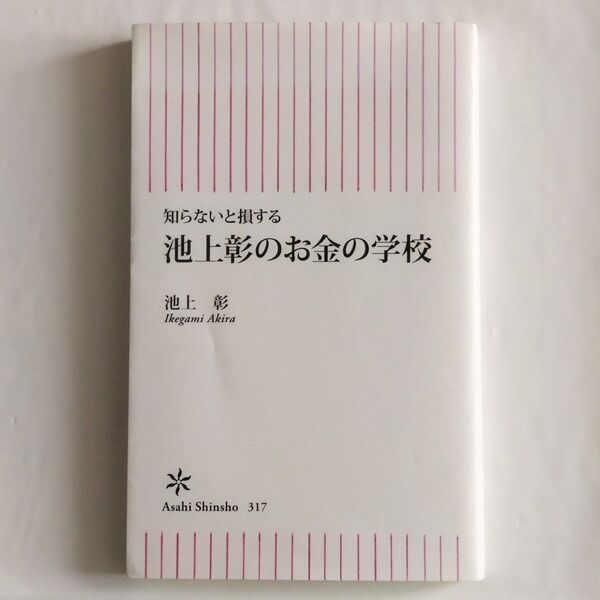 知らないと損する
池上彰のお金の学校
池上 彰
Ikegami Akira
Asahi Shinsho 317